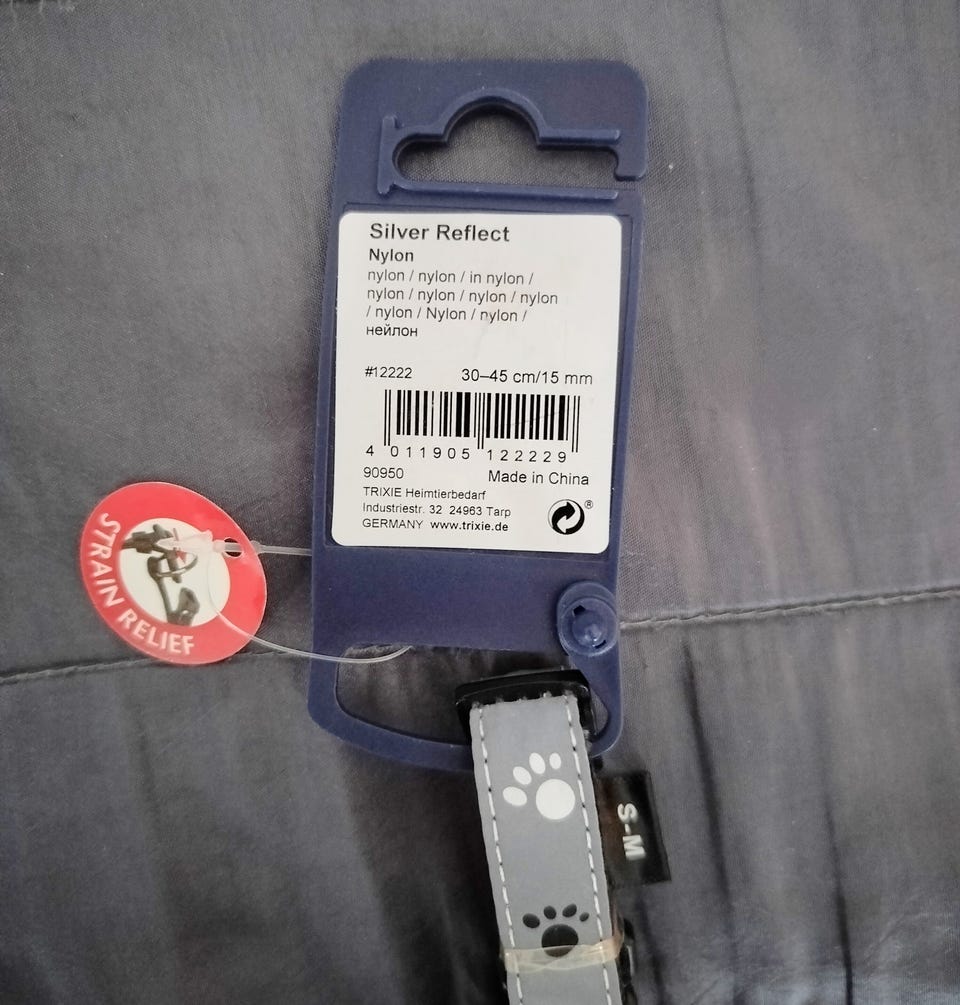 Silver Reflect
Nylon
nylon / nylon / in nylon /
nylon / nylon / nylon / nylon
/ nylon / Nylon / nylon /
нейлон
#12222 30–45 cm/15 mm
4 011905 122229
90950 Made in China
TRIXIE Heimtierbedarf
Industriestr. 32 24963 Tarp
GERMANY www.trixie.de
®
STRAIN RELIEF
S-M